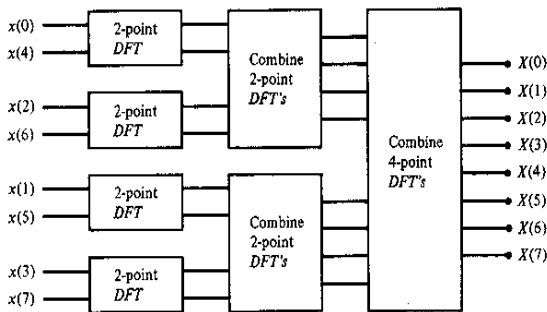 x(0)
x(4)
2-point
DFT
x(2)
x(6)
2-point
DFT
x(1)
x(5)
2-point
DFT
x(3)
x(7)
2-point
DFT
Combine
2-point
DFT's
Combine
2-point
DFT's
Combine
4-point
DFT's
X(0)
X(1)
X(2)
X(3)
X(4)
X(5)
X(6)
X(7)